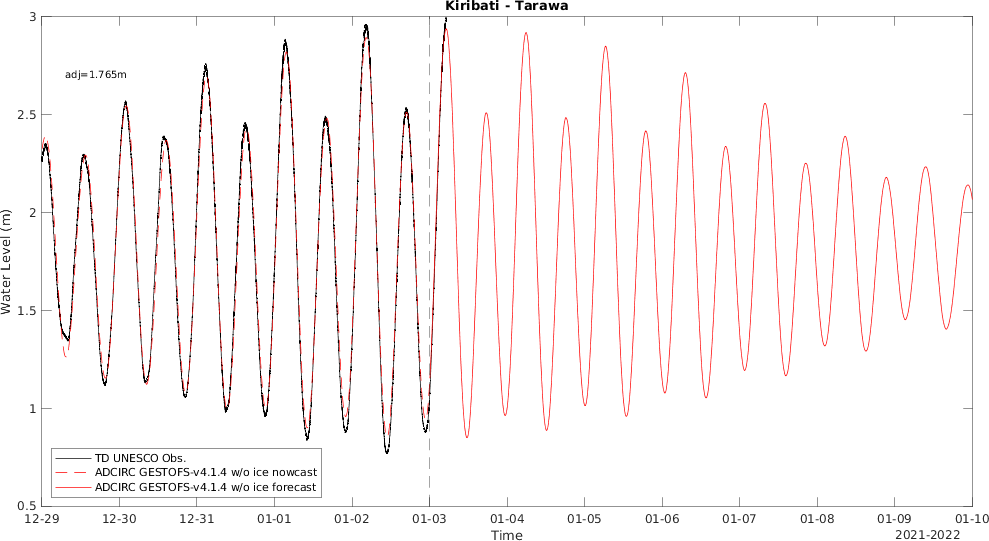 Kiribati - Tarawa
adj=1.765m
Water Level (m)
3
2.5
2
1.5
1
0.5
TD UNESCO Obs.
ADCIRC GESTOFS-v4.1.4 w/o ice nowcast
ADCIRC GESTOFS-v4.1.4 w/o ice forecast
12-29 12-30 12-31 01-01 01-02 01-03 01-04 01-05 01-06 01-07 01-08 01-09 01-10
Time
2021-2022